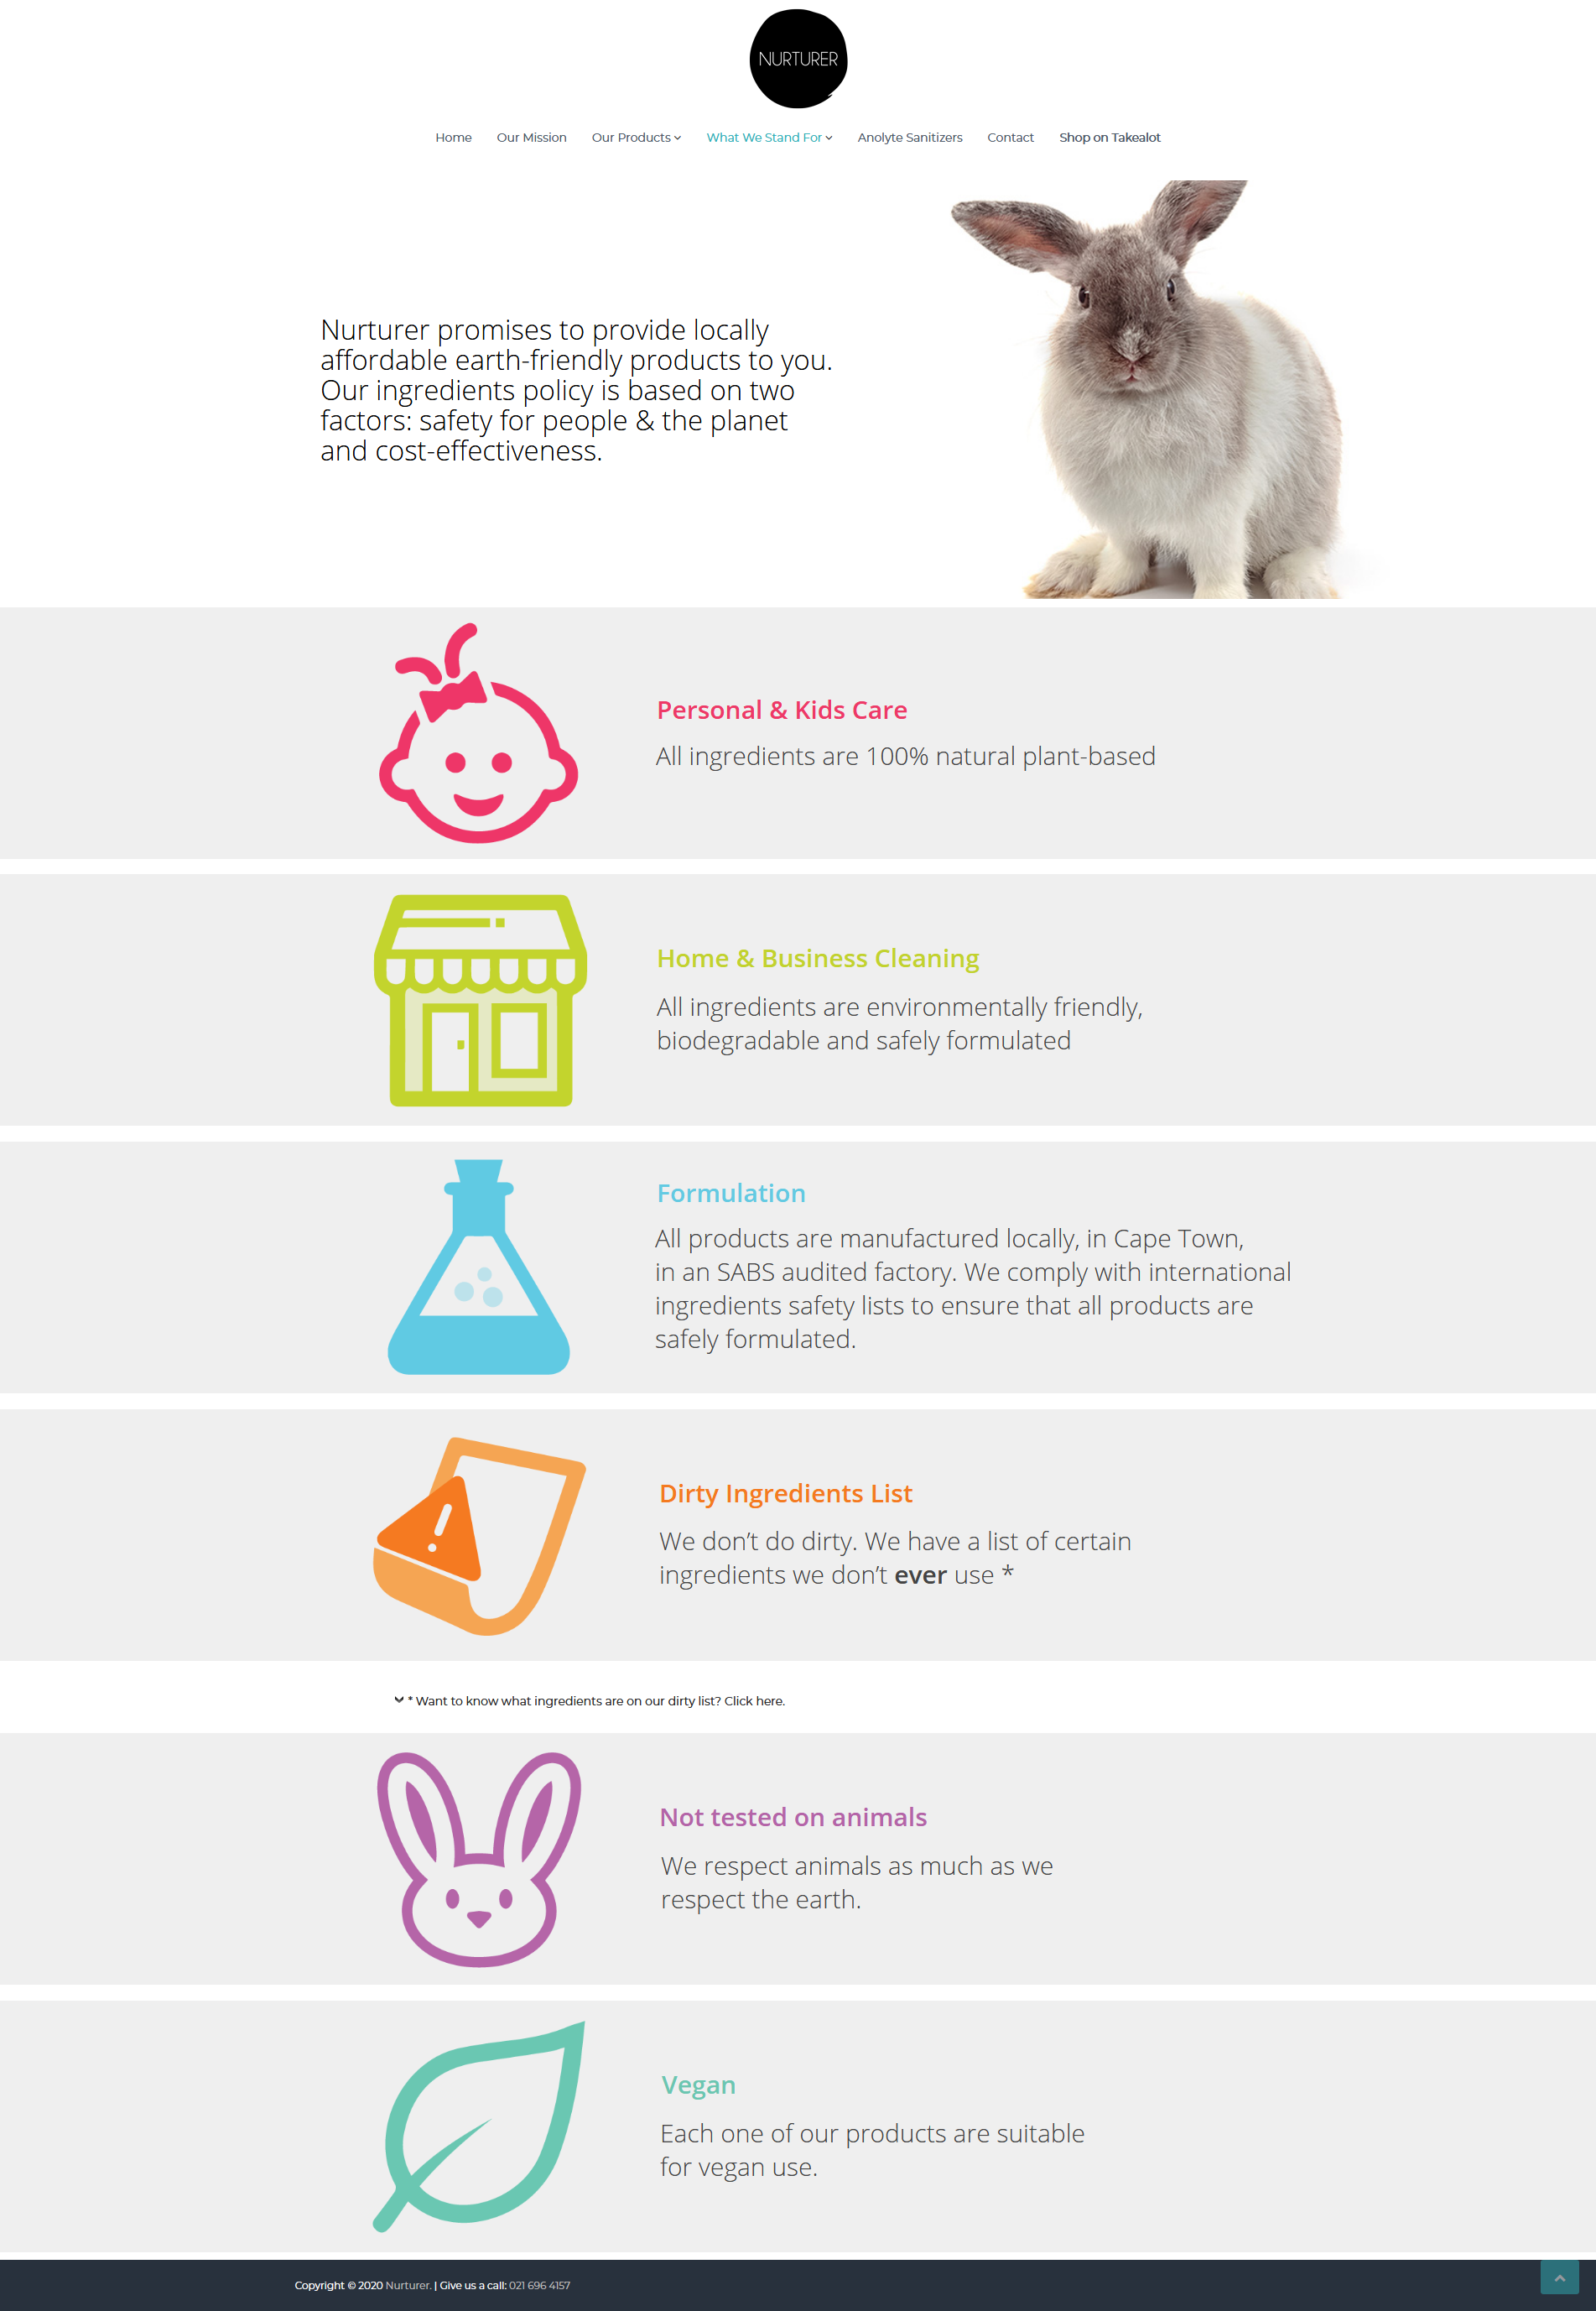 NURTURER
Home Our Mission Our Products What We Stand For Anolyte Sanitizers Contact Shop on Takealot
Nurturer promises to provide locally
affordable earth-friendly products to you.
Our ingredients policy is based on two
factors: safety for people & the planet
and cost-effectiveness.
Personal & Kids Care
All ingredients are 100% natural plant-based
Home & Business Cleaning
All ingredients are environmentally friendly,
biodegradable and safely formulated
Formulation
All products are manufactured locally, in Cape Town,
in an SABS audited factory. We comply with international
ingredients safety lists to ensure that all products are
safely formulated.
Dirty Ingredients List
We don’t do dirty. We have a list of certain
ingredients we don’t ever use *
* Want to know what ingredients are on our dirty list? Click here.
Not tested on animals
We respect animals as much as we
respect the earth.
Vegan
Each one of our products are suitable
for vegan use.
Copyright © 2020 Nurturer. | Give us a call: 021 696 4157